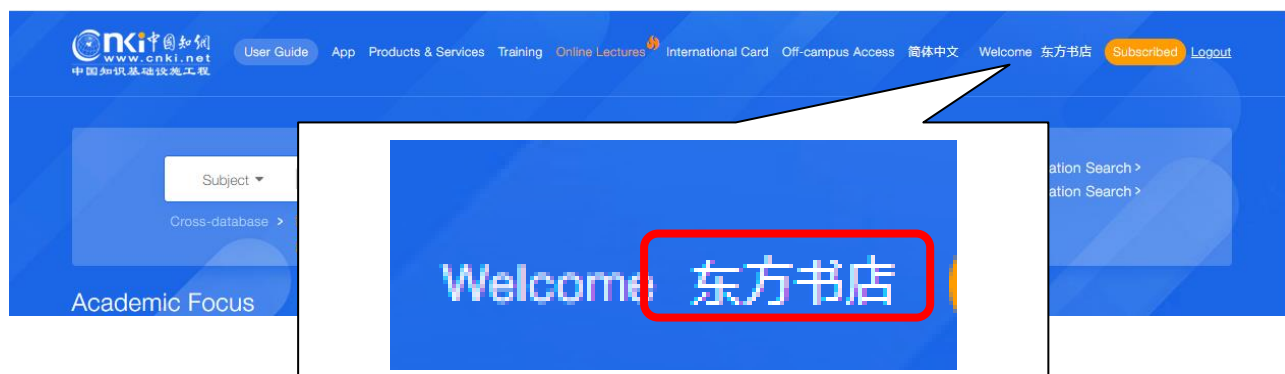 cnki中国知网
www.cnki.net
中国知识基础设施工程
User Guide App Products & Services Training Online Lectures International Card Off-campus Access 简体中文 Welcome 东方书店 Subscribed Logout
Subject
ation Search >
ation Search >
Cross-database >
Welcome 东方书店
Academic Focus